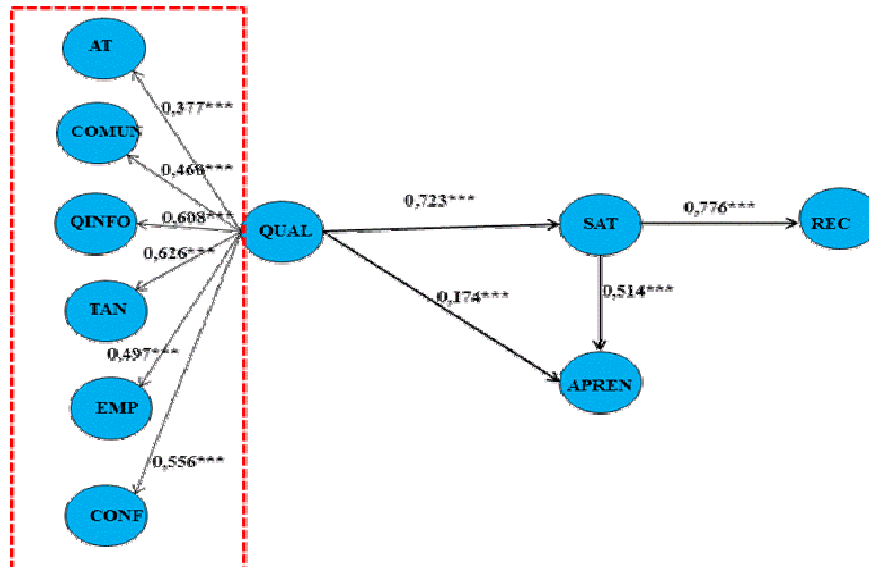 AT
0,377***
COMUN
0,468***
QINFO
0,608***
QUAL
0,723***
SAT
0,776***
REC
0,626***
TAN
0,174***
0,514***
0,497***
EMP
APREN
0,556***
CONF